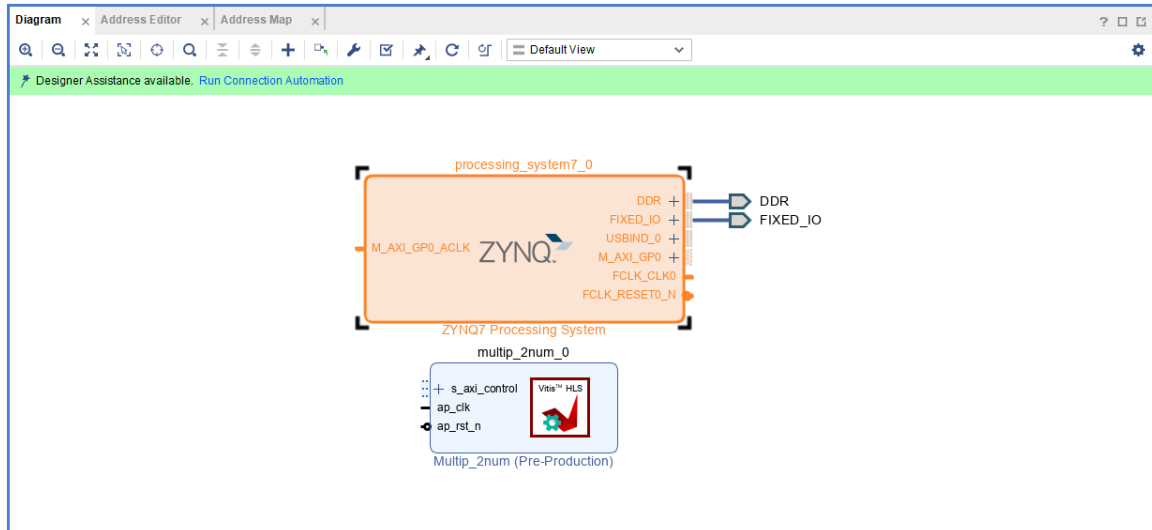 Diagram × Address Editor × Address Map ×
? 
Default View
Designer Assistance available. Run Connection Automation
processing_system7_0
DDR
FIXED_IO
USBIND_0
M_AXI_GP0
FCLK_CLK0
FCLK_RESET0_N
M_AXI_GP0_ACLK
ZYNQ
DDR
FIXED_IO
ZYNQ7 Processing System
multip_2num_0
s_axi_control
ap_clk
ap_rst_n
Vitis™ HLS
Multip_2num (Pre-Production)